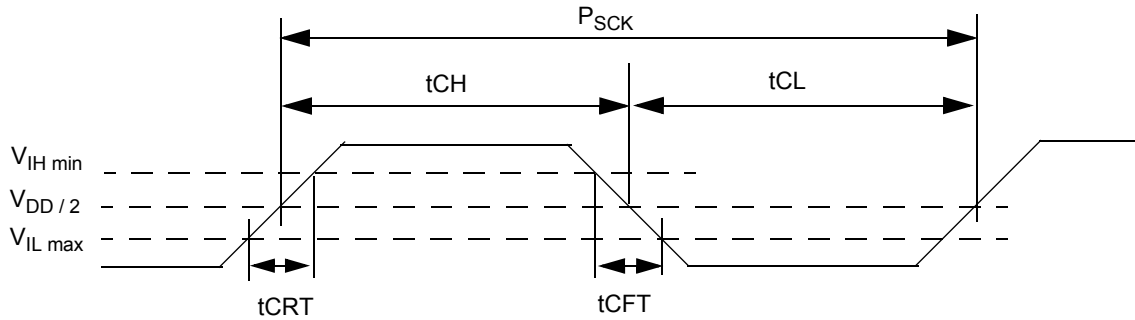 PSCK
tCH
tCL
VIH min
VDD / 2
VIL max
tCRT
tCFT